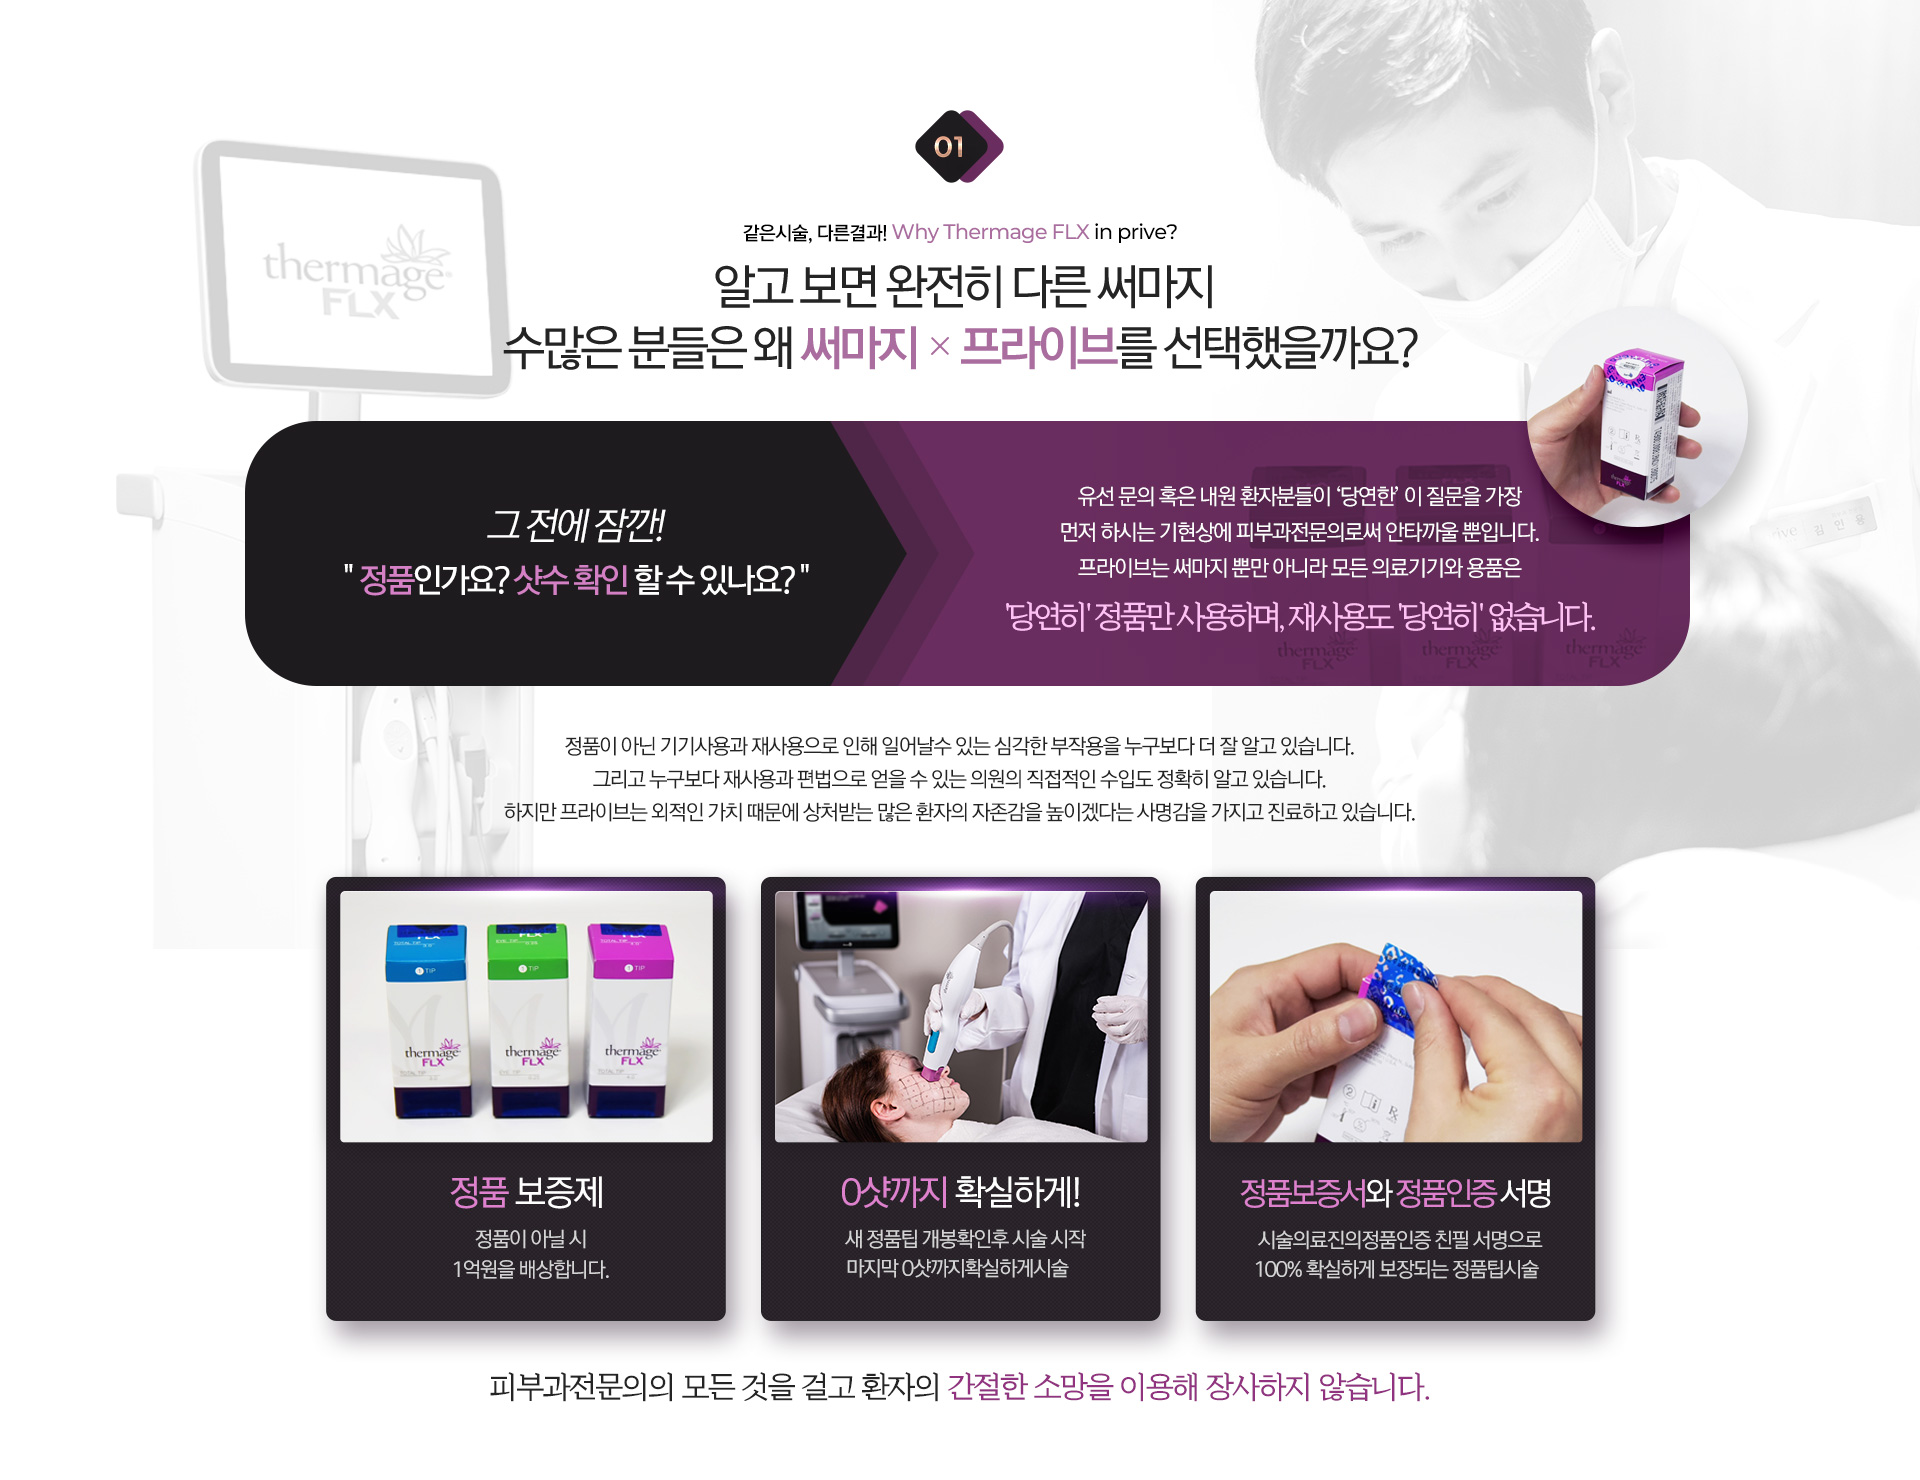 01
같은시술, 다른결과! Why Thermage FLX in prive?
알고 보면 완전히 다른 써마지
수많은 분들은 왜 써마지 × 프라이브를 선택했을까요?
thermage
FLX
그 전에 잠깐!
" 정품인가요? 샷수 확인 할 수 있나요? "
유선 문의 혹은 내원 환자분들이 ‘당연한’ 이 질문을 가장
먼저 하시는 기현상에 피부과전문의로써 안타까울 뿐입니다.
프라이브는 써마지 뿐만 아니라 모든 의료기기와 용품은
'당연히' 정품만 사용하며, 재사용도 '당연히' 없습니다.
thermage FLX
thermage FLX
thermage FLX
김인용
정품이 아닌 기기사용과 재사용으로 인해 일어날수 있는 심각한 부작용을 누구보다 더 잘 알고 있습니다.
그리고 누구보다 재사용과 편법으로 얻을 수 있는 의원의 직접적인 수입도 정확히 알고 있습니다.
하지만 프라이브는 외적인 가치 때문에 상처받는 많은 환자의 자존감을 높이겠다는 사명감을 가지고 진료하고 있습니다.
1 TIP
1 TIP
1 TIP
thermage FLX
thermage FLX
thermage FLX
정품 보증제
정품이 아닐 시
1억원을 배상합니다.
0샷까지 확실하게!
새 정품팁 개봉확인후 시술 시작
마지막 0샷까지확실하게시술
정품보증서와 정품인증 서명
시술의료진의정품인증 친필 서명으로
100% 확실하게 보장되는 정품팁시술
피부과전문의의 모든 것을 걸고 환자의 간절한 소망을 이용해 장사하지 않습니다.